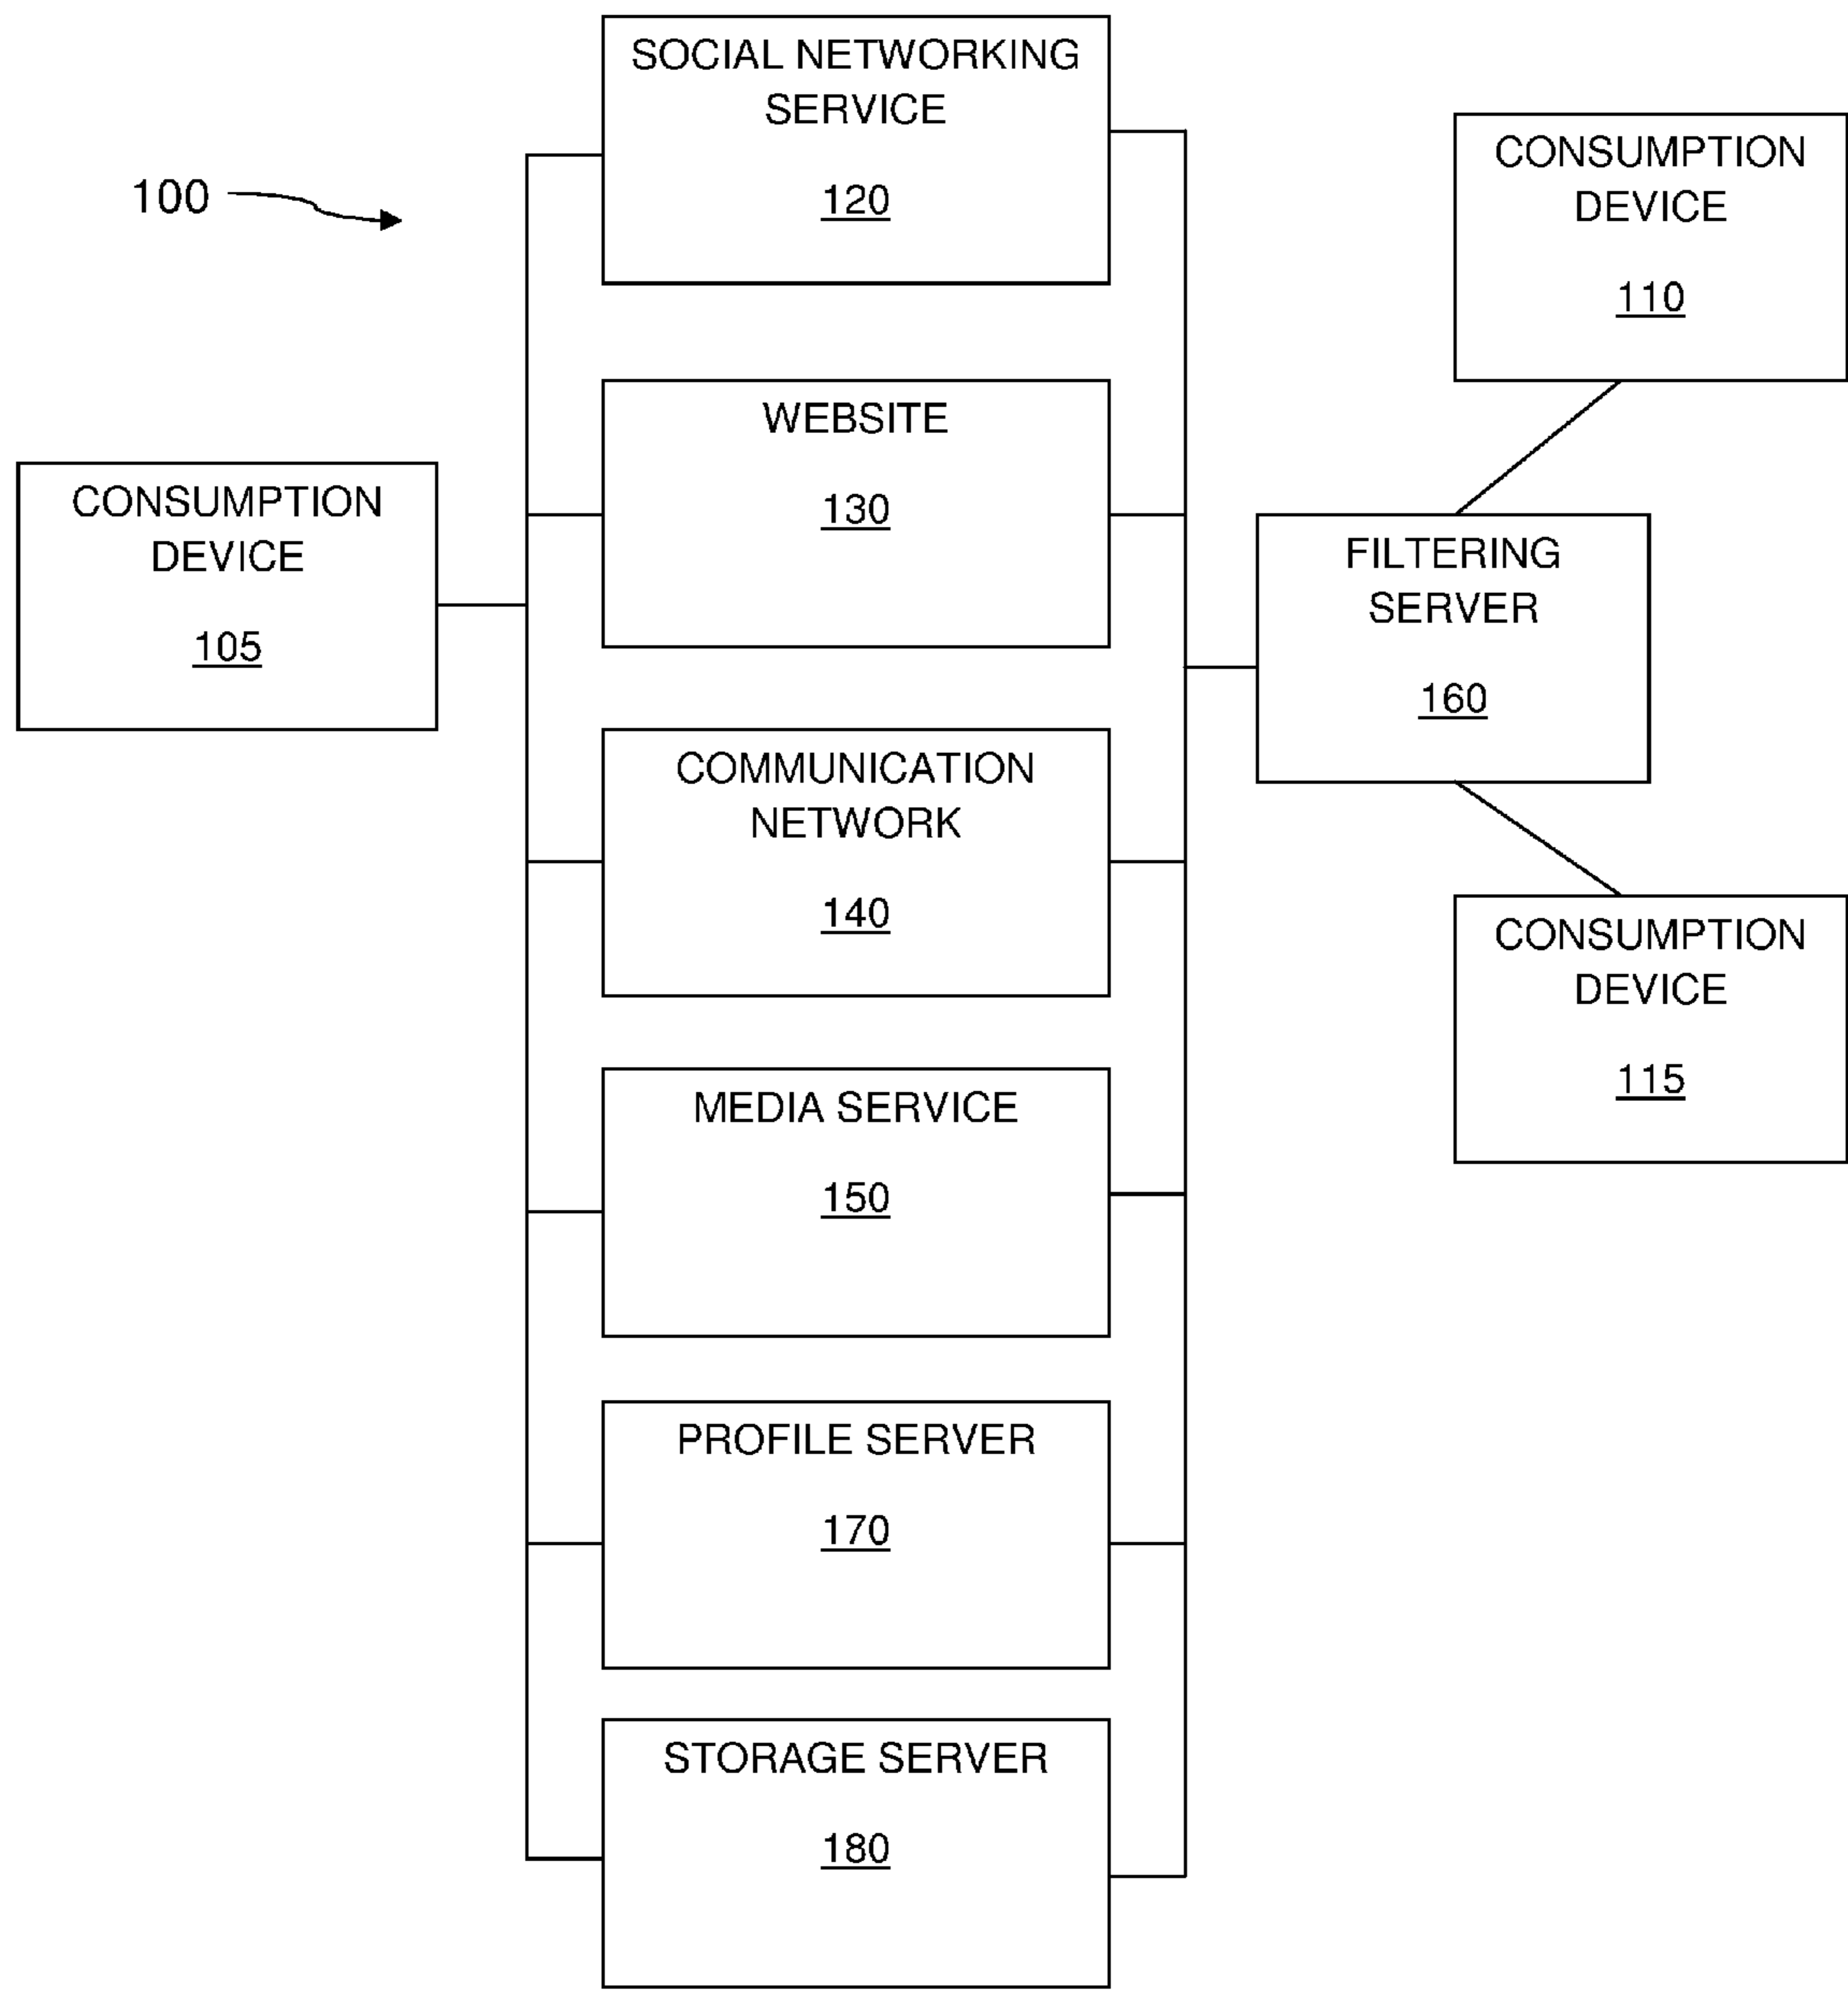 100
SOCIAL NETWORKING
SERVICE
120
WEBSITE
130
COMMUNICATION
NETWORK
140
MEDIA SERVICE
150
PROFILE SERVER
170
STORAGE SERVER
180
CONSUMPTION
DEVICE
105
CONSUMPTION
DEVICE
110
FILTERING
SERVER
160
CONSUMPTION
DEVICE
115